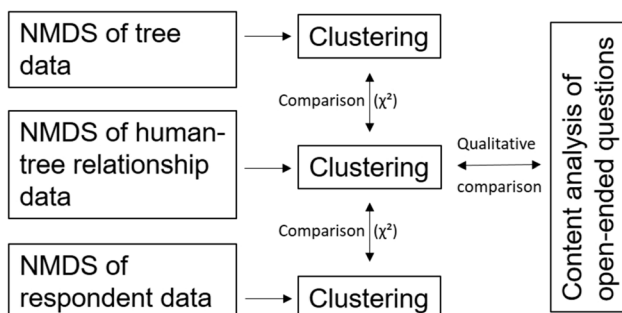 NMDS of tree
data
Clustering
Comparison (χ²)
NMDS of human-
tree relationship
data
Clustering
Qualitative
comparison
Comparison (χ²)
NMDS of
respondent data
Clustering
Content analysis of
open-ended questions